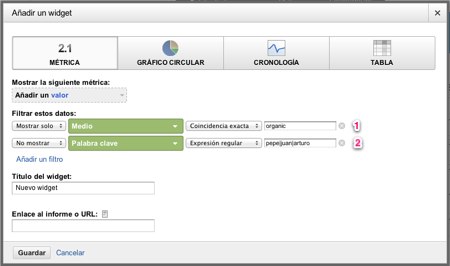 Añadir un widget
2.1
MÉTRICA
GRÁFICO CIRCULAR
CRONOLOGÍA
TABLA
Mostrar la siguiente métrica:
Añadir un valor
Filtrar estos datos:
Mostrar solo Medio Coincidencia exacta organic 1
No mostrar Palabra clave Expresión regular pepe|juan|arturo 2
Añadir un filtro
Título del widget:
Nuevo widget
Enlace al informe o URL:
Guardar Cancelar